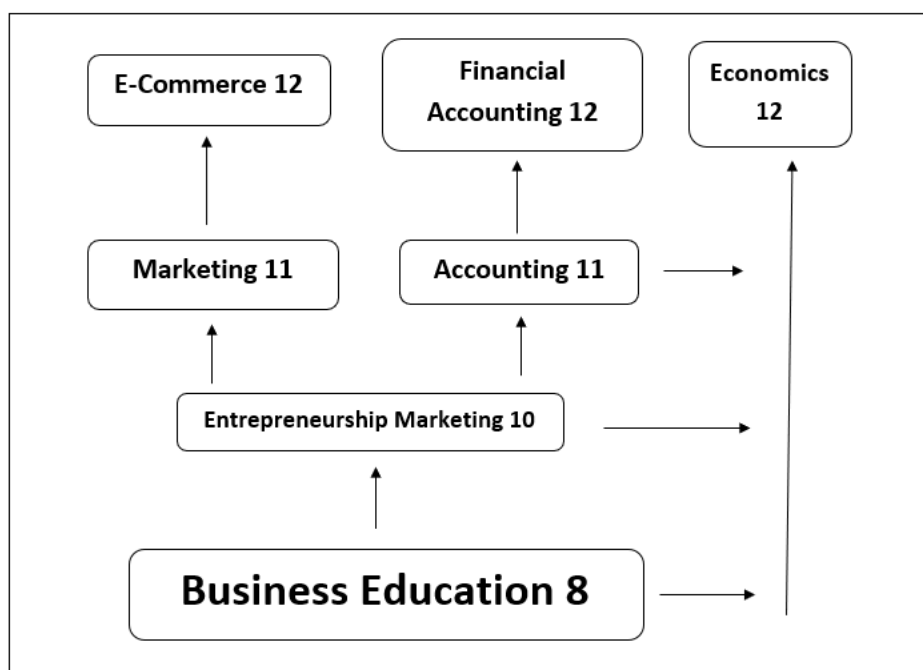 E-Commerce 12
Financial
Accounting 12
Economics
12
Marketing 11
Accounting 11
Entrepreneurship Marketing 10
Business Education 8